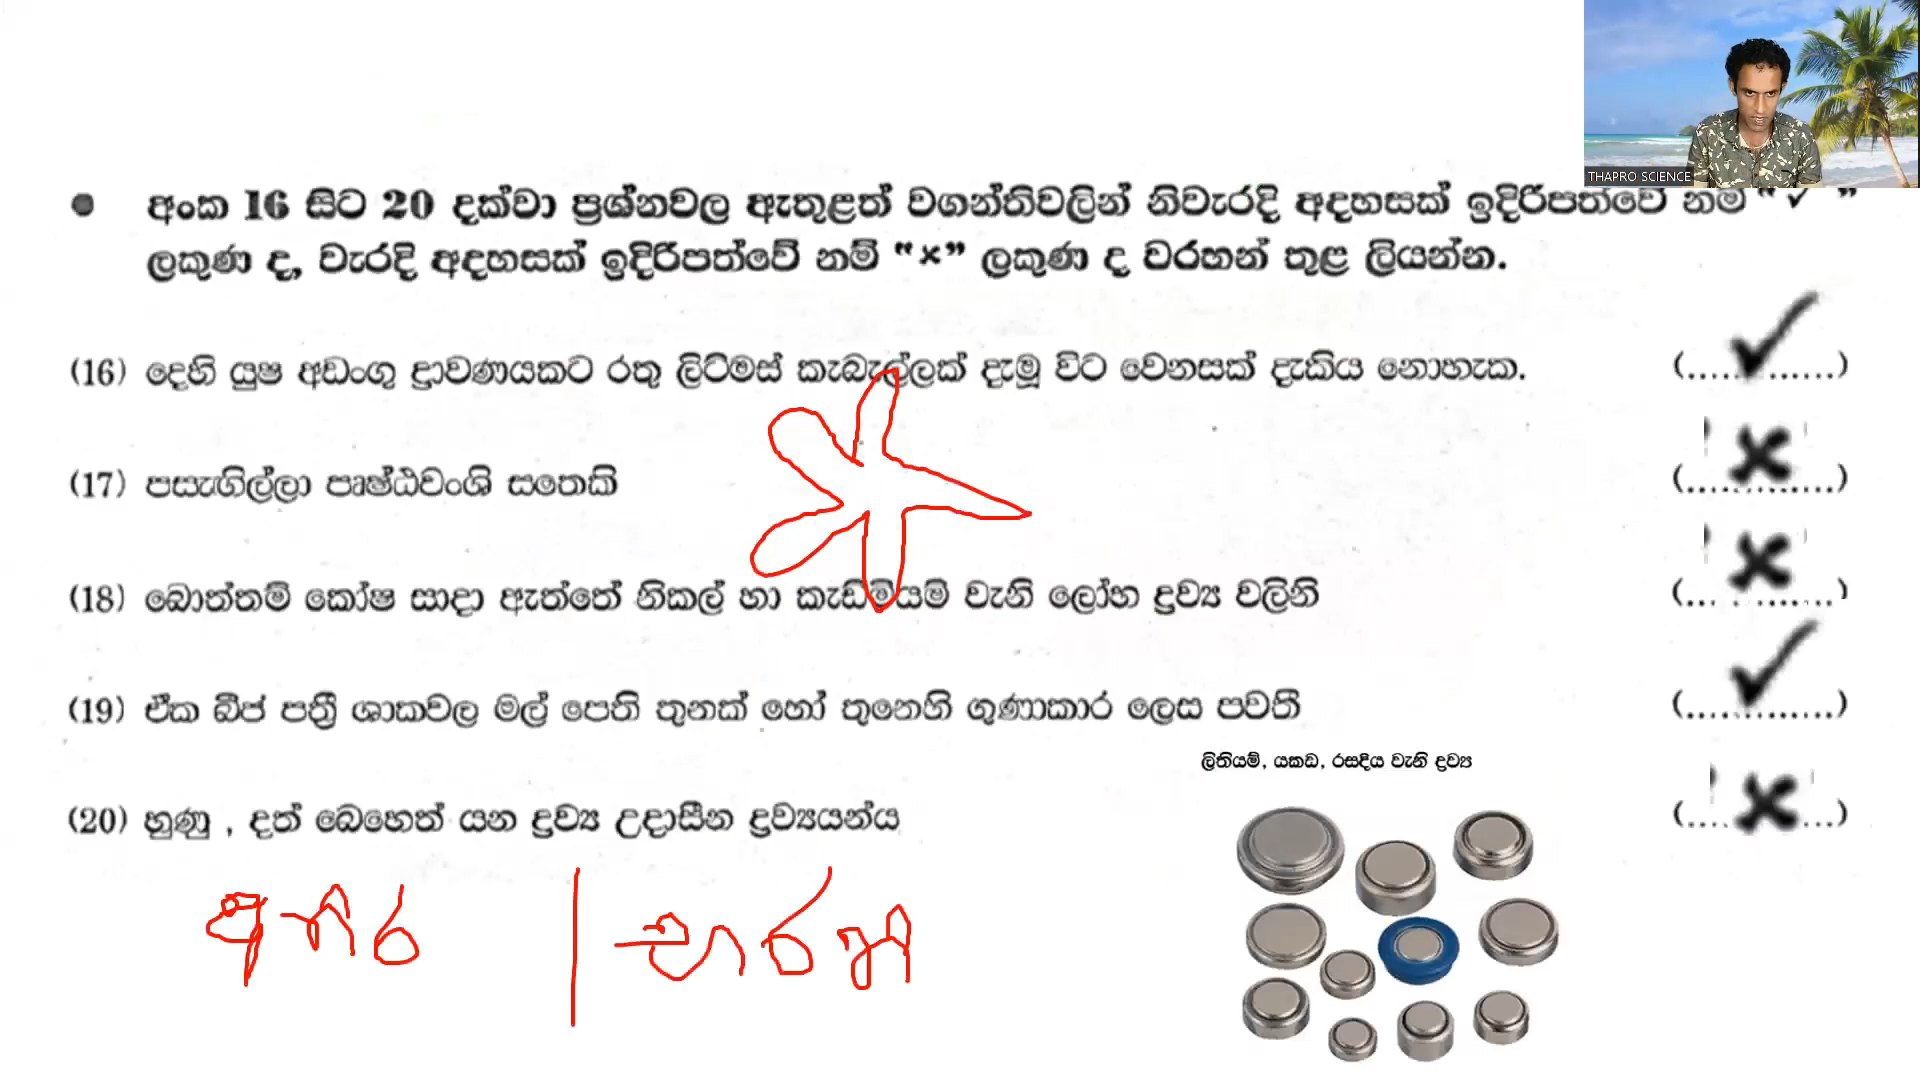 THAPRO SCIENCE
● අංක 16 සිට 20 දක්වා ප්‍රශ්නවල ඇතුළත් වගන්තිවලින් නිවැරදි අදහසක් ඉදිරිපත්වේ නම් “✓”
ලකුණ ද, වැරදි අදහසක් ඉදිරිපත්වේ නම් “×” ලකුණ ද වරහන් තුළ ලියන්න.
(16) දෙහි යුෂ අඩංගු ද්‍රාවණයකට රතු ලිට්මස් කැබැල්ලක් දැමූ විට වෙනසක් දැකිය නොහැක. (....✓......)
(17) පසැඟිල්ලා පෘෂ්ඨවංශි සතෙකි (....×......)
(18) බොත්තම් කෝෂ සාදා ඇත්තේ නිකල් හා කැඩ්මියම් වැනි ලෝහ ද්‍රව්‍ය වලිනි (....×......)
(19) ඒක බීජ පත්‍රී ශාකවල මල් පෙති තුනක් හෝ තුනෙහි ගුණාකාර ලෙස පවතී (....✓......)
ලිතියම්, යකඩ, රසදිය වැනි ද්‍රව්‍ය
(20) හුණු , දත් බෙහෙත් යන ද්‍රව්‍ය උදාසීන ද්‍රව්‍යයන්ය (....×......)